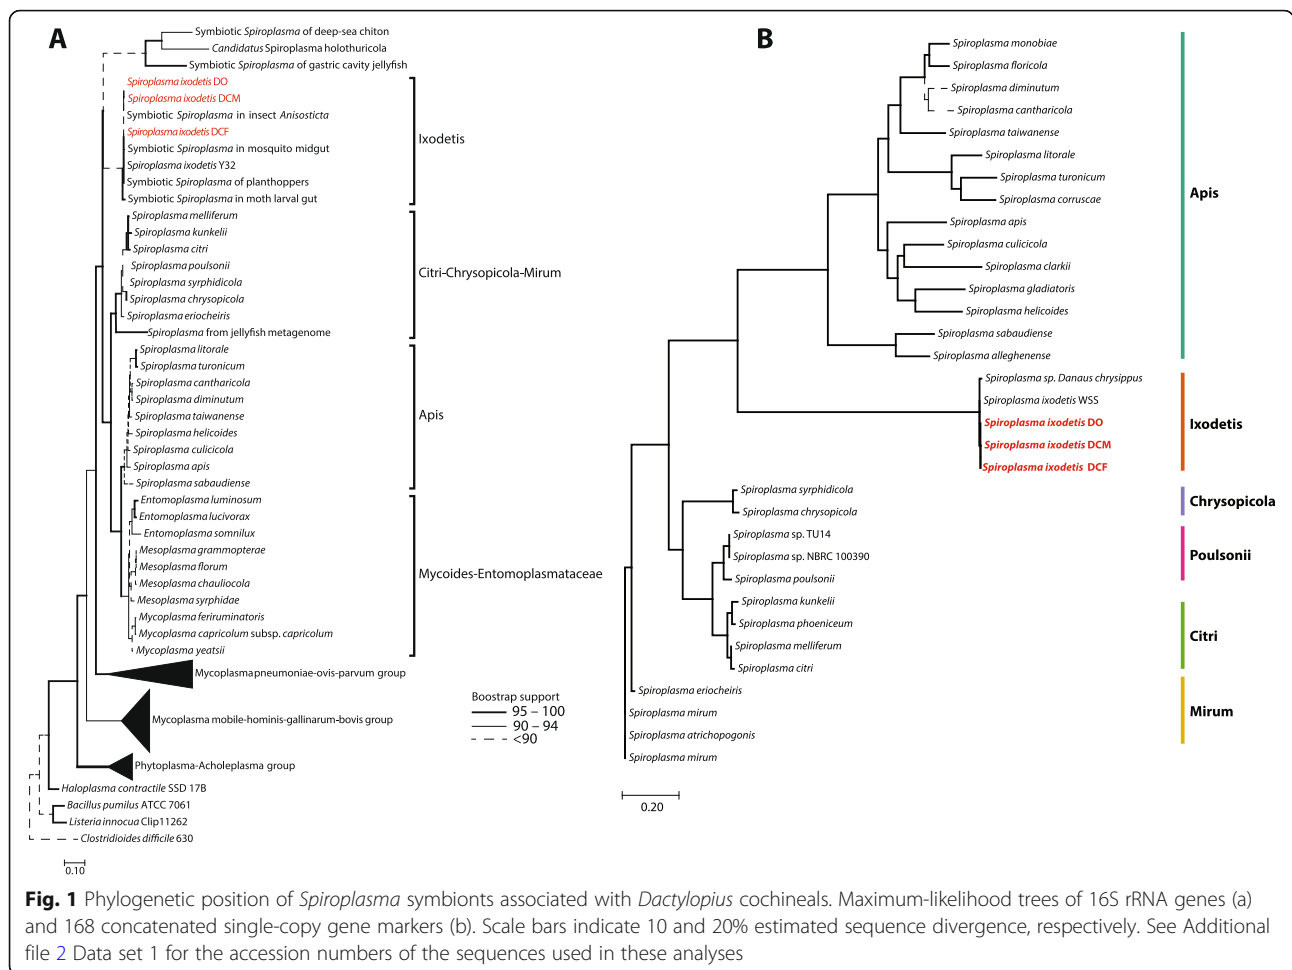 A
Symbiotic Spiroplasma of deep-sea chiton
Candidatus Spiroplasma holothuricola
Symbiotic Spiroplasma of gastric cavity jellyfish
Spiroplasma ixodetis DO
Spiroplasma ixodetis DCM
Symbiotic Spiroplasma in insect Anisosticta
Spiroplasma ixodetis DCF
Symbiotic Spiroplasma in mosquito midgut
Spiroplasma ixodetis Y32
Symbiotic Spiroplasma of planthoppers
Symbiotic Spiroplasma in moth larval gut
Ixodetis
Spiroplasma melliferum
Spiroplasma kunkelii
Spiroplasma citri
Spiroplasma poulsonii
Spiroplasma syrphidicola
Spiroplasma chrysopicola
Spiroplasma eriocheiris
Spiroplasma from jellyfish metagenome
Citri-Chrysopicola-Mirum
Spiroplasma litorale
Spiroplasma turonicum
Spiroplasma cantharicola
Spiroplasma diminutum
Spiroplasma taiwanense
Spiroplasma helicoides
Spiroplasma culicicola
Spiroplasma apis
Spiroplasma sabaudiense
Apis
Entomoplasma luminosum
Entomoplasma lucivorax
Entomoplasma somnilux
Mesoplasma grammopterae
Mesoplasma florum
Mesoplasma chauliocola
Mesoplasma syrphidae
Mycoplasma feriruminatoris
Mycoplasma capricolum subsp. capricolum
Mycoplasma yeatsii
Mycoides-Entomoplasmataceae
Mycoplasmapneumoniae-ovis-parvum group
Mycoplasma mobile-hominis-gallinarum-bovis group
Phytoplasma-Acholeplasma group
Haloplasma contractile SSD 17B
Bacillus pumilus ATCC 7061
Listeria innocua Clip11262
Clostridioides difficile 630
0.10
Boostrap support
95 – 100
90 – 94
<90
B
Spiroplasma monobiae
Spiroplasma floricola
Spiroplasma diminutum
Spiroplasma cantharicola
Spiroplasma taiwanense
Spiroplasma litorale
Spiroplasma turonicum
Spiroplasma corruscae
Spiroplasma apis
Spiroplasma culicicola
Spiroplasma clarkii
Spiroplasma gladiatoris
Spiroplasma helicoides
Spiroplasma sabaudiense
Spiroplasma alleghenense
Apis
Spiroplasma sp. Danaus chrysippus
Spiroplasma ixodetis WSS
Spiroplasma ixodetis DO
Spiroplasma ixodetis DCM
Spiroplasma ixodetis DCF
Ixodetis
Spiroplasma syrphidicola
Spiroplasma chrysopicola
Chrysopicola
Spiroplasma sp. TU14
Spiroplasma sp. NBRC 100390
Spiroplasma poulsonii
Poulsonii
Spiroplasma kunkelii
Spiroplasma phoeniceum
Spiroplasma melliferum
Spiroplasma citri
Citri
Spiroplasma eriocheiris
Spiroplasma mirum
Spiroplasma atrichopogonis
Spiroplasma mirum
Mirum
0.20
Fig. 1 Phylogenetic position of Spiroplasma symbionts associated with Dactylopius cochineals. Maximum-likelihood trees of 16S rRNA genes (a)
and 168 concatenated single-copy gene markers (b). Scale bars indicate 10 and 20% estimated sequence divergence, respectively. See Additional
file 2 Data set 1 for the accession numbers of the sequences used in these analyses